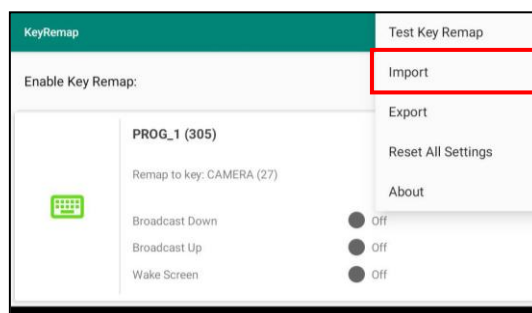 KeyRemap
Test Key Remap
Import
Export
Reset All Settings
About
Enable Key Remap:
PROG_1 (305)
Remap to key: CAMERA (27)
Broadcast Down Off
Broadcast Up Off
Wake Screen Off